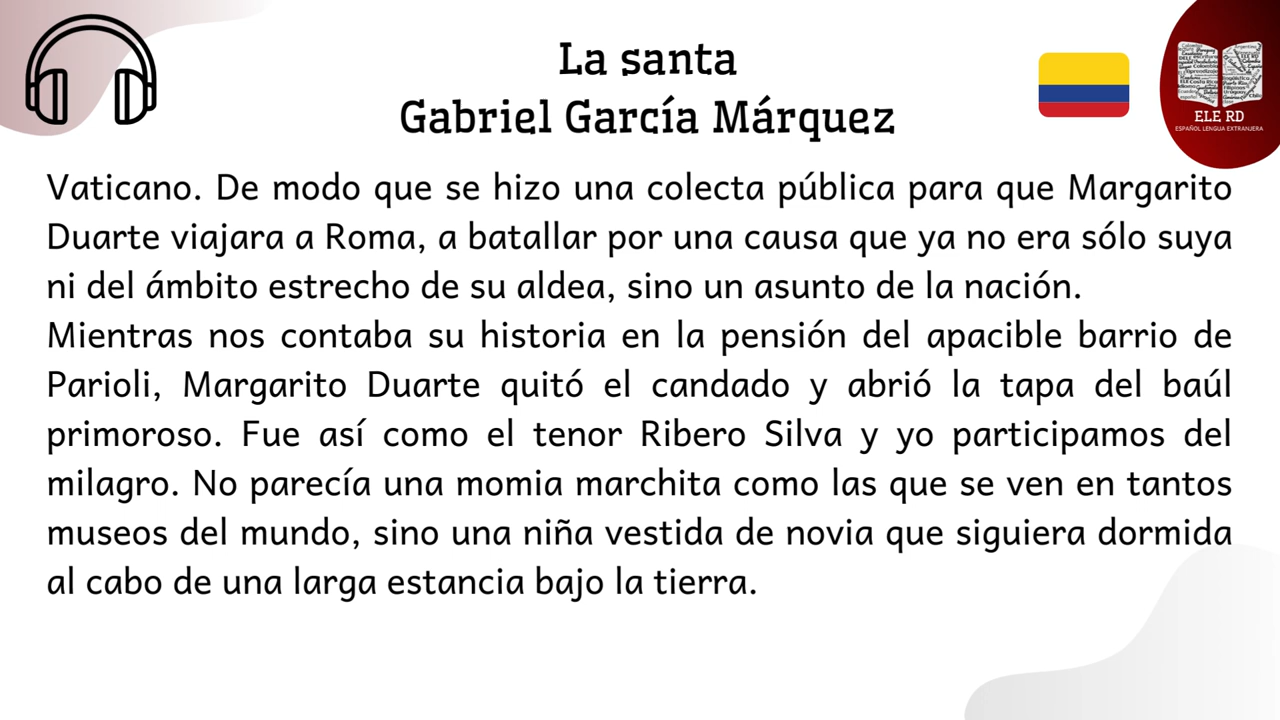 La santa
Gabriel García Márquez
ELE RD
ESPAÑOL LENGUA EXTRANJERA
Vaticano. De modo que se hizo una colecta pública para que Margarito
Duarte viajara a Roma, a batallar por una causa que ya no era sólo suya
ni del ámbito estrecho de su aldea, sino un asunto de la nación.
Mientras nos contaba su historia en la pensión del apacible barrio de
Parioli, Margarito Duarte quitó el candado y abrió la tapa del baúl
primoroso. Fue así como el tenor Ribero Silva y yo participamos del
milagro. No parecía una momia marchita como las que se ven en tantos
museos del mundo, sino una niña vestida de novia que siguiera dormida
al cabo de una larga estancia bajo la tierra.